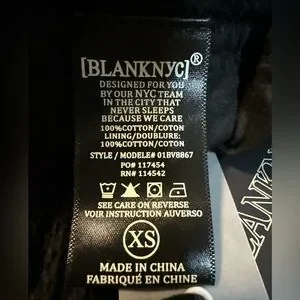 [BLANKNYC]®
DESIGNED FOR YOU
BY OUR NYC TEAM
IN THE CITY THAT
NEVER SLEEPS
BECAUSE WE CARE
100%COTTON/COTON
LINING/DOUBLURE:
100%COTTON/COTON
STYLE / MODELE# 01BV8867
PO# 117454
RN# 114542
SEE CARE ON REVERSE
VOIR INSTRUCTION AUVERSO
XS
MADE IN CHINA
FABRIQUÉ EN CHINE